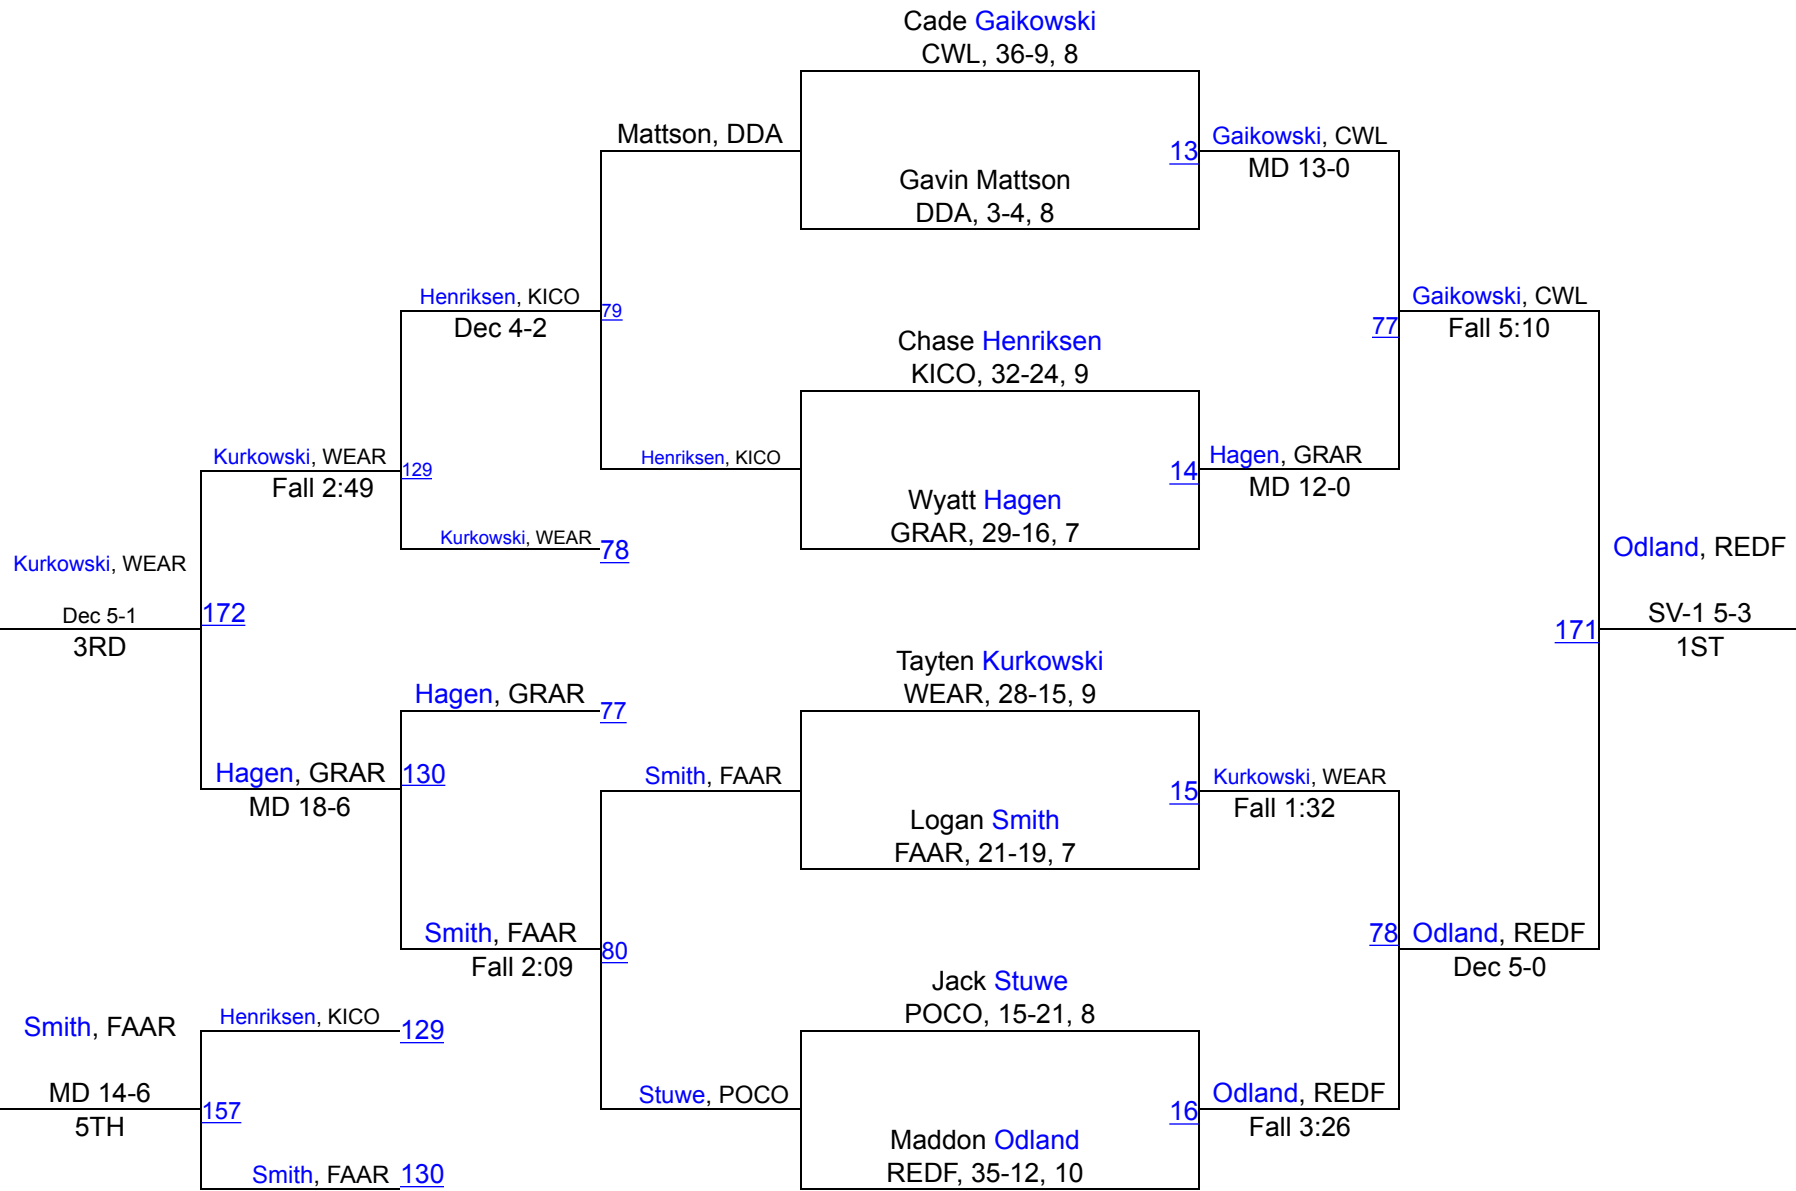 Cade Gaikowski
CWL, 36-9, 8
Mattson, DDA
13
Gaikowski, CWL
MD 13-0
Gavin Mattson
DDA, 3-4, 8
Henriksen, KICO
Dec 4-2
79
Gaikowski, CWL
Fall 5:10
77
Chase Henriksen
KICO, 32-24, 9
Kurkowski, WEAR
Fall 2:49
129
Henriksen, KICO
14
Hagen, GRAR
MD 12-0
Wyatt Hagen
GRAR, 29-16, 7
Kurkowski, WEAR
78
Kurkowski, WEAR
Dec 5-1
3RD
172
Odland, REDF
SV-1 5-3
1ST
171
Tayten Kurkowski
WEAR, 28-15, 9
Hagen, GRAR
77
Hagen, GRAR
MD 18-6
130
Smith, FAAR
15
Kurkowski, WEAR
Fall 1:32
Logan Smith
FAAR, 21-19, 7
Smith, FAAR
Fall 2:09
80
78
Odland, REDF
Dec 5-0
Jack Stuwe
POCO, 15-21, 8
Smith, FAAR
MD 14-6
5TH
Henriksen, KICO
129
157
Stuwe, POCO
16
Odland, REDF
Fall 3:26
Maddon Odland
REDF, 35-12, 10
Smith, FAAR
130